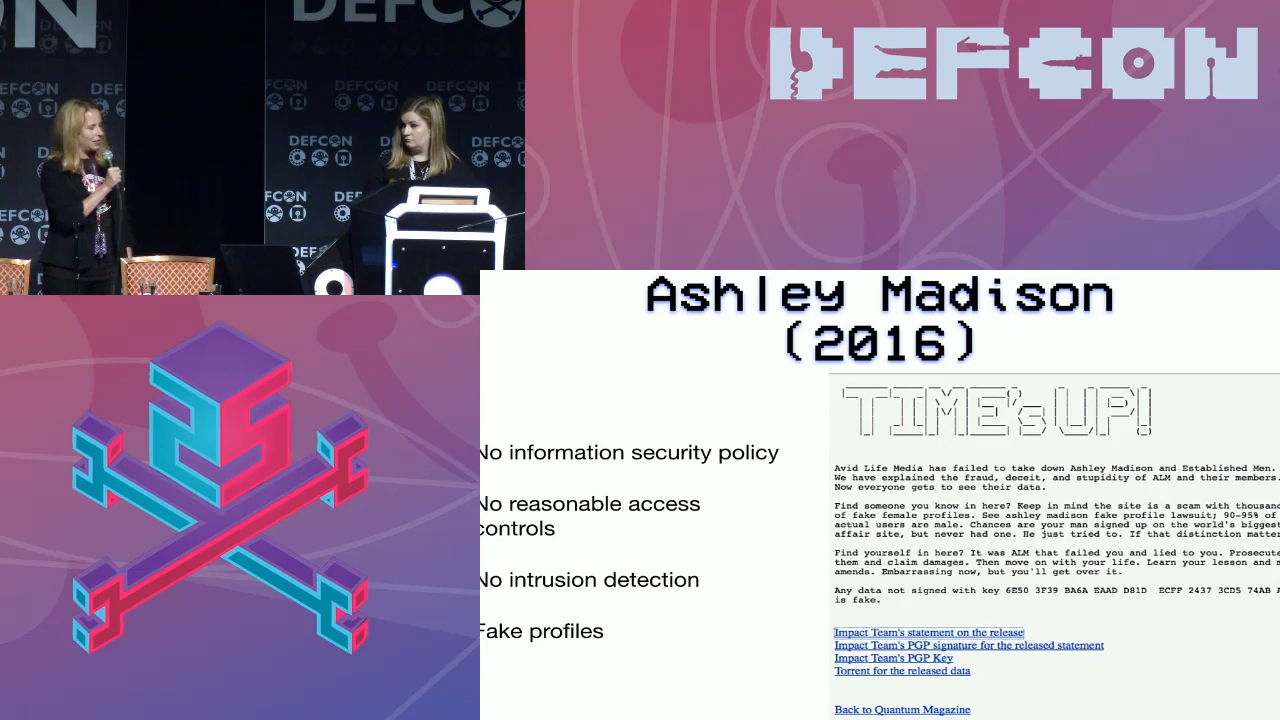 N
DEFCON
DEFCON
DEFCON
DEFCON
DEFCON
DEFCON
Ashley Madison
(2016)
No information security policy
No reasonable access
controls
No intrusion detection
Fake profiles
TIME's UP!
Avid Life Media has failed to take down Ashley Madison and Established Men.
We have explained the fraud, deceit, and stupidity of ALM and their members.
Now everyone gets to see their data.
Find someone you know in here? Keep in mind the site is a scam with
of fake female profiles. See ashley madison fake profile lawsuit; 90-95% of
actual users are male. Chances are your man signed up on the world's biggest
affair site, but never had one. He just tried to. If that distinction
Find yourself in here? It was ALM that failed you and lied to you. Prosecute
them and claim damages. Then move on with your life. Learn your lesson and
amends. Embarrassing now, but you'll get over it.
Any data not signed with key 6E50 3F39 BA6A EAAD D81D ECFF 2437 3CD5 74AB
is fake.
Impact Team's statement on the release
Impact Team's PGP signature for the released statement
Impact Team's PGP Key
Torrent for the released data
Back to Quantum Magazine